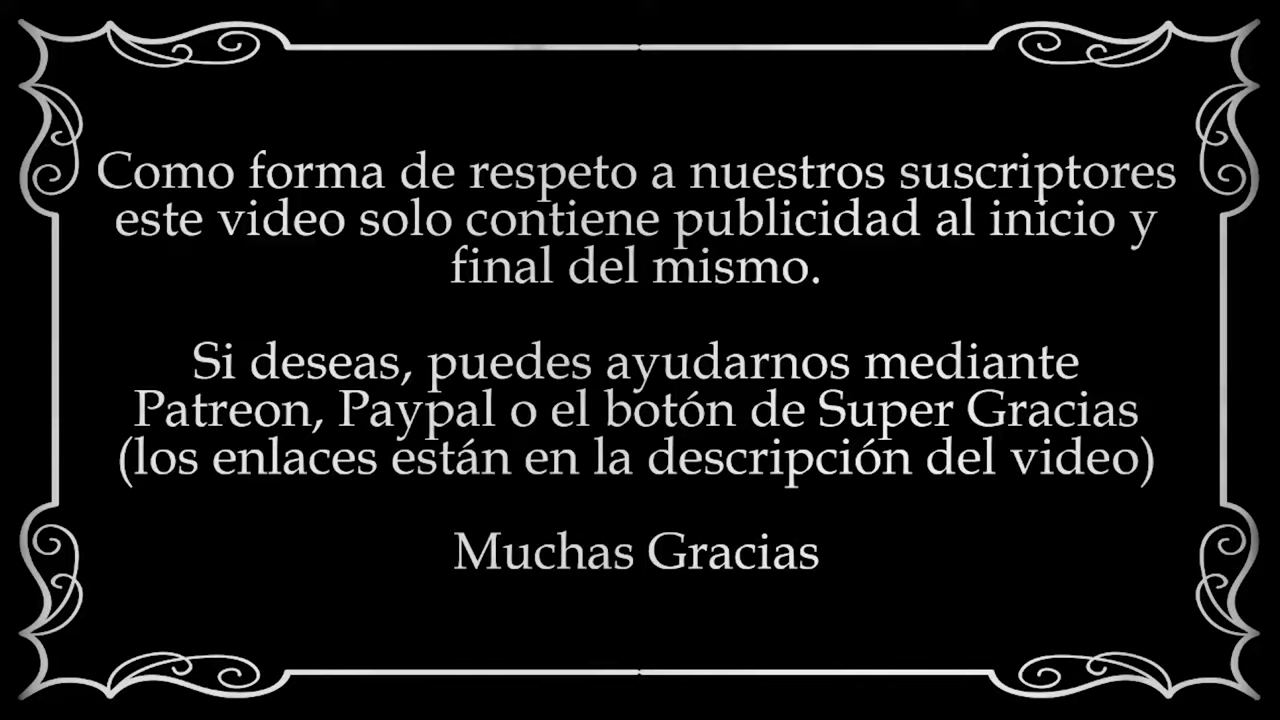 Como forma de respeto a nuestros suscriptores
este video solo contiene publicidad al inicio y
final del mismo.
Si deseas, puedes ayudarnos mediante
Patreon, Paypal o el botón de Super Gracias
(los enlaces están en la descripción del video)
Muchas Gracias